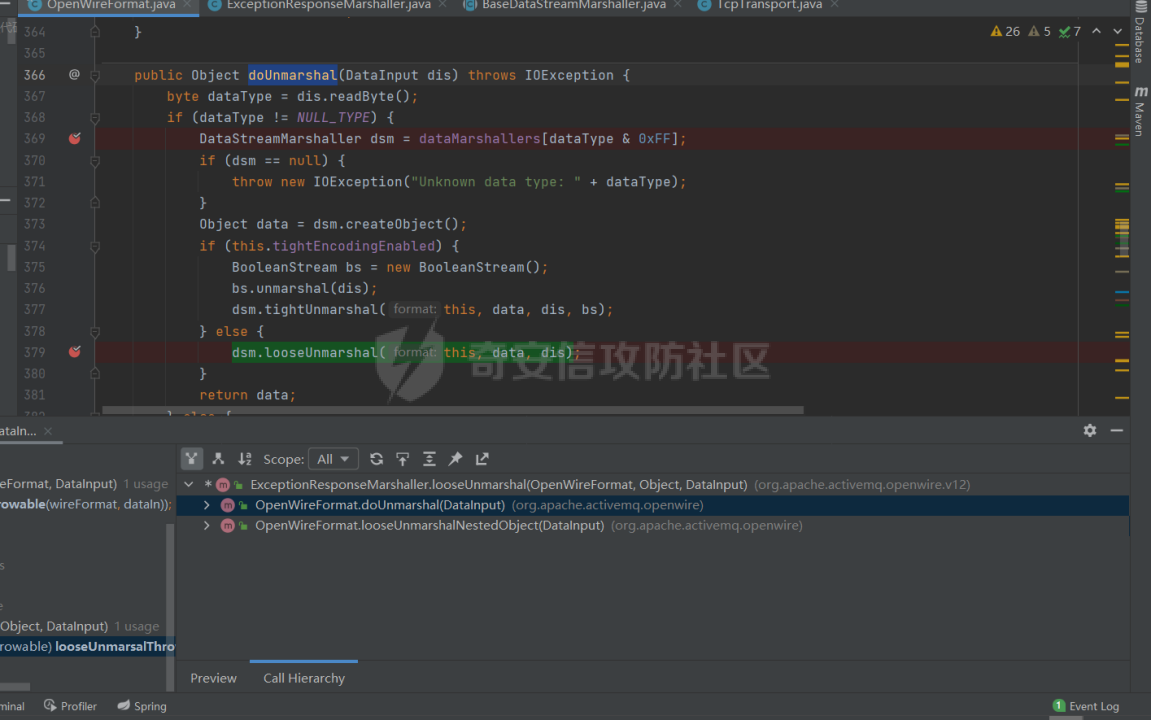 OpenWireFormat.java × ExceptionResponseMarshaller.java × BaseDataStreamMarshaller.java × TcpTransport.java ×
364 }
26 5 7
365
366 @ public Object doUnmarshal(DataInput dis) throws IOException {
367 byte dataType = dis.readByte();
368 if (dataType != NULL_TYPE) {
369 DataStreamMarshaller dsm = dataMarshallers[dataType & 0xFF];
370 if (dsm == null) {
371 throw new IOException("Unknown data type: " + dataType);
372 }
373 Object data = dsm.createObject();
374 if (this.tightEncodingEnabled) {
375 BooleanStream bs = new BooleanStream();
376 bs.unmarshal(dis);
377 dsm.tightUnmarshal( format: this, data, dis, bs);
378 } else {
379 dsm.looseUnmarshal( format: this, data, dis);
380 }
381 return data;
382 } else {
奇安信攻防社区
Database
m Maven
ataIn... ×
Scope: All
eFormat, DataInput) 1 usage
rowable(wireFormat, dataIn));
s
e
Object, DataInput) 1 usage
rowable) looseUnmarsalThro
* m ExceptionResponseMarshaller.looseUnmarshal(OpenWireFormat, Object, DataInput) (org.apache.activemq.openwire.v12)
m OpenWireFormat.doUnmarshal(DataInput) (org.apache.activemq.openwire)
m OpenWireFormat.looseUnmarshalNestedObject(DataInput) (org.apache.activemq.openwire)
Preview Call Hierarchy
minal Profiler Spring 1 Event Log